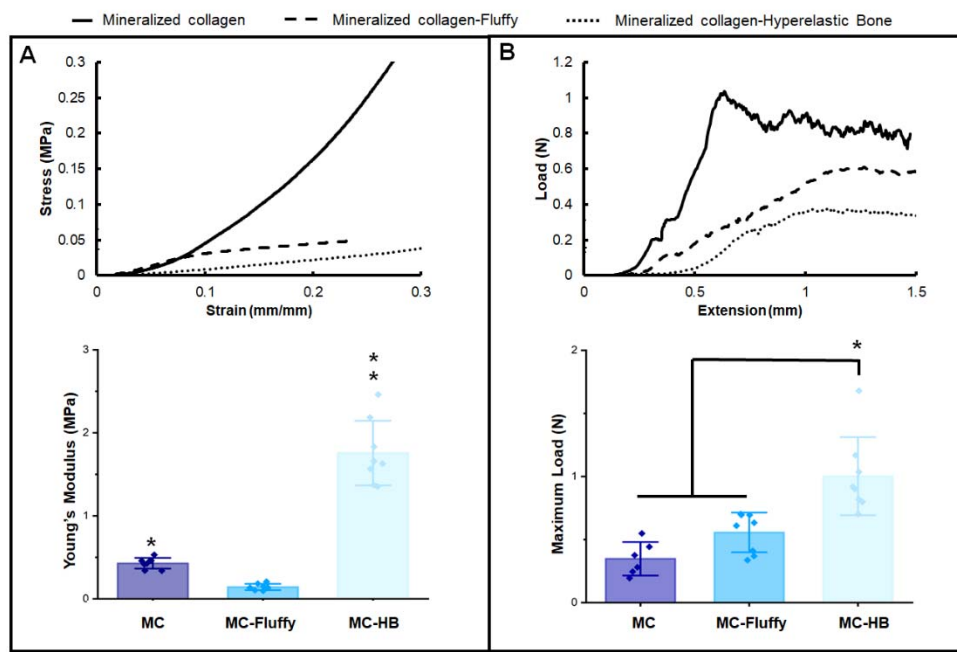 Mineralized collagen Mineralized collagen-Fluffy Mineralized collagen-Hyperelastic Bone
A
0.3
0.25
0.2
0.15
0.1
0.05
0
Stress (MPa)
0 0.1 0.2 0.3
Strain (mm/mm)
3
2
1
0
Young's Modulus (MPa)
*
*
*
MC MC-Fluffy MC-HB
B
1.2
1
0.8
0.6
0.4
0.2
0
Load (N)
0 0.5 1 1.5
Extension (mm)
2
1
0
Maximum Load (N)
*
MC MC-Fluffy MC-HB